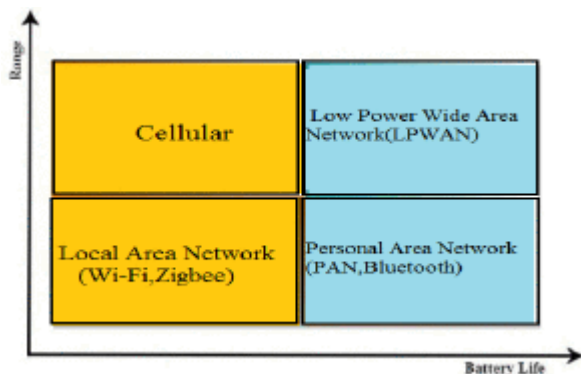 Range
Cellular
Low Power Wide Area
Network(LPWAN)
Local Area Network
(Wi-Fi,Zigbee)
Personal Area Network
(PAN,Bluetooth)
Battery Life